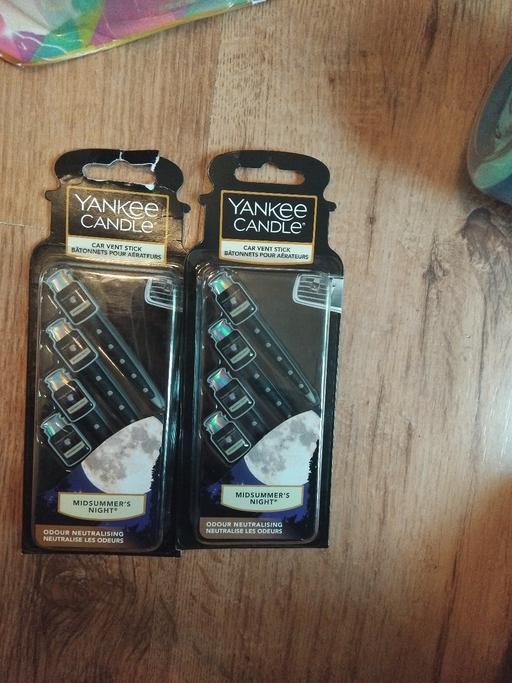 YANKEE
CANDLE®
CAR VENT STICK
BÂTONNETS POUR AÉRATEURS
MIDSUMMER'S
NIGHT®
ODOUR NEUTRALISING
NEUTRALISE LES ODEURS
YANKEE
CANDLE®
CAR VENT STICK
BÂTONNETS POUR AÉRATEURS
MIDSUMMER'S
NIGHT®
ODOUR NEUTRALISING
NEUTRALISE LES ODEURS